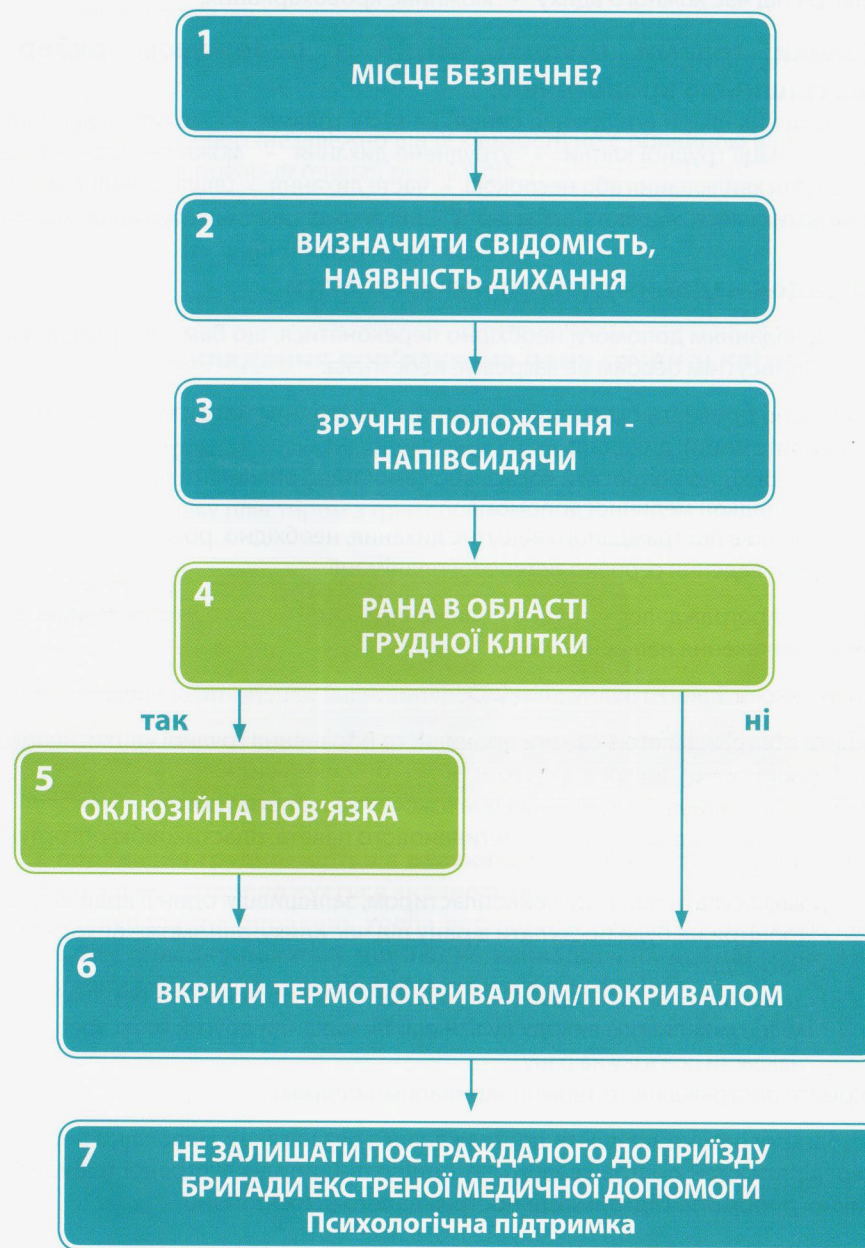 1
МІСЦЕ БЕЗПЕЧНЕ?
2
ВИЗНАЧИТИ СВІДОМІСТЬ,
НАЯВНІСТЬ ДИХАННЯ
3
ЗРУЧНЕ ПОЛОЖЕННЯ -
НАПІВСИДЯЧИ
4
РАНА В ОБЛАСТІ
ГРУДНОЇ КЛІТКИ
так
ні
5
ОКЛЮЗІЙНА ПОВ'ЯЗКА
6
ВКРИТИ ТЕРМОПОКРИВАЛОМ/ПОКРИВАЛОМ
7
НЕ ЗАЛИШАТИ ПОСТРАЖДАЛОГО ДО ПРИЇЗДУ
БРИГАДИ ЕКСТРЕНОЇ МЕДИЧНОЇ ДОПОМОГИ
Психологічна підтримка